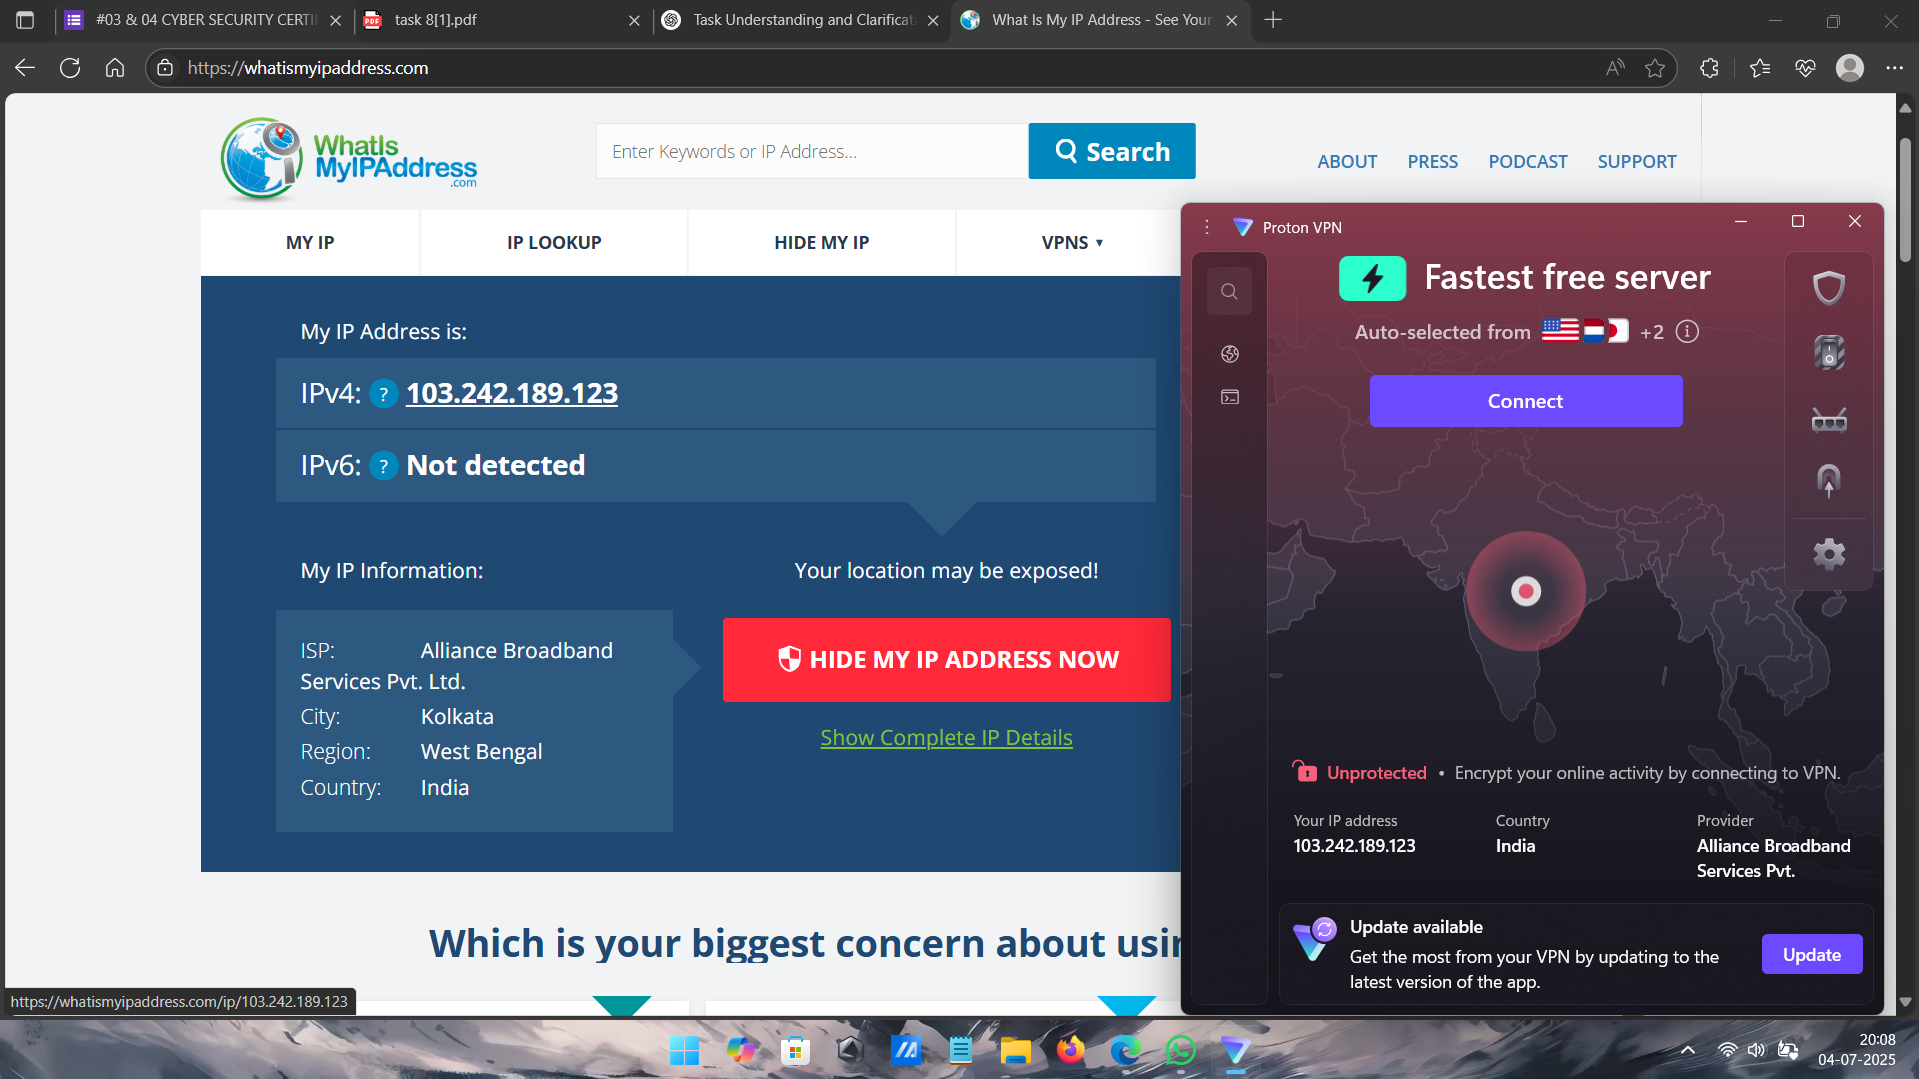 #03 & 04 CYBER SECURITY CERTI
task 8[1].pdf
Task Understanding and Clarificat
What Is My IP Address - See Your
https://whatismyipaddress.com
WhatIs
MyIPAddress
.com
Enter Keywords or IP Address...
Search
ABOUT
PRESS
PODCAST
SUPPORT
MY IP
IP LOOKUP
HIDE MY IP
VPNS ▾
My IP Address is:
IPv4: ? 103.242.189.123
IPv6: ? Not detected
My IP Information:
Your location may be exposed!
ISP: Alliance Broadband
Services Pvt. Ltd.
City: Kolkata
Region: West Bengal
Country: India
HIDE MY IP ADDRESS NOW
Show Complete IP Details
Which is your biggest concern about usi
https://whatismyipaddress.com/ip/103.242.189.123
Proton VPN
Fastest free server
Auto-selected from +2
Connect
Unprotected • Encrypt your online activity by connecting to VPN.
Your IP address
103.242.189.123
Country
India
Provider
Alliance Broadband
Services Pvt.
Update available
Get the most from your VPN by updating to the
latest version of the app.
Update
20:08
04-07-2025